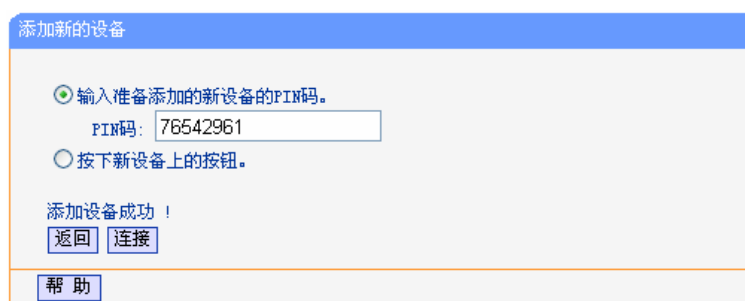 添加新的设备
输入准备添加的新设备的PIN码。
PIN码: 76542961
按下新设备上的按钮。
添加设备成功 !
返回 连接
帮 助